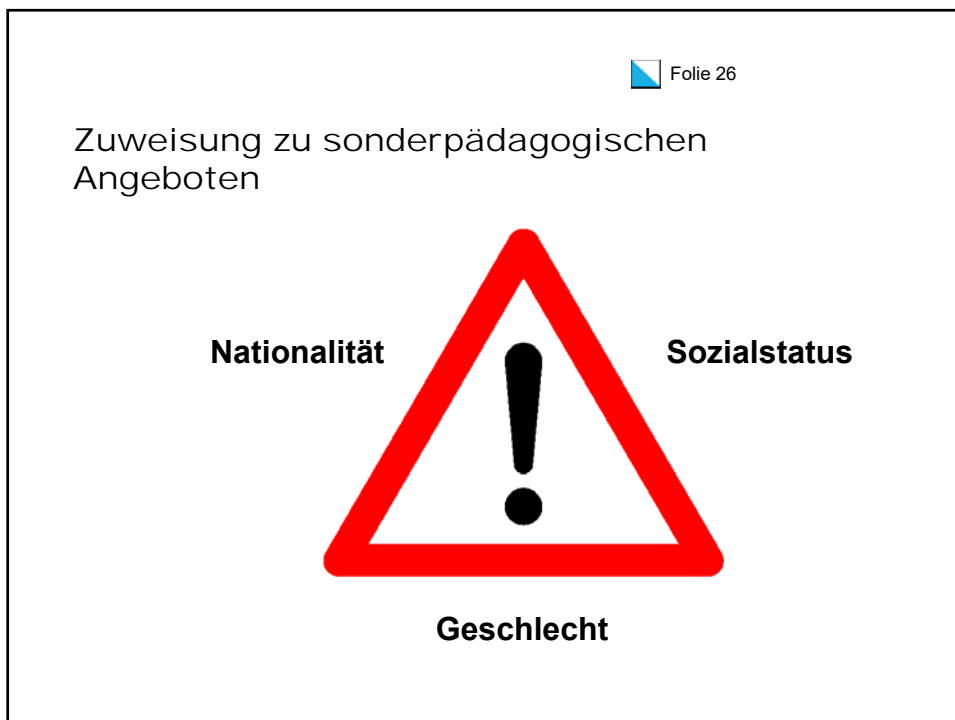 Folie 26
Zuweisung zu sonderpädagogischen
Angeboten
Nationalität
Sozialstatus
Geschlecht